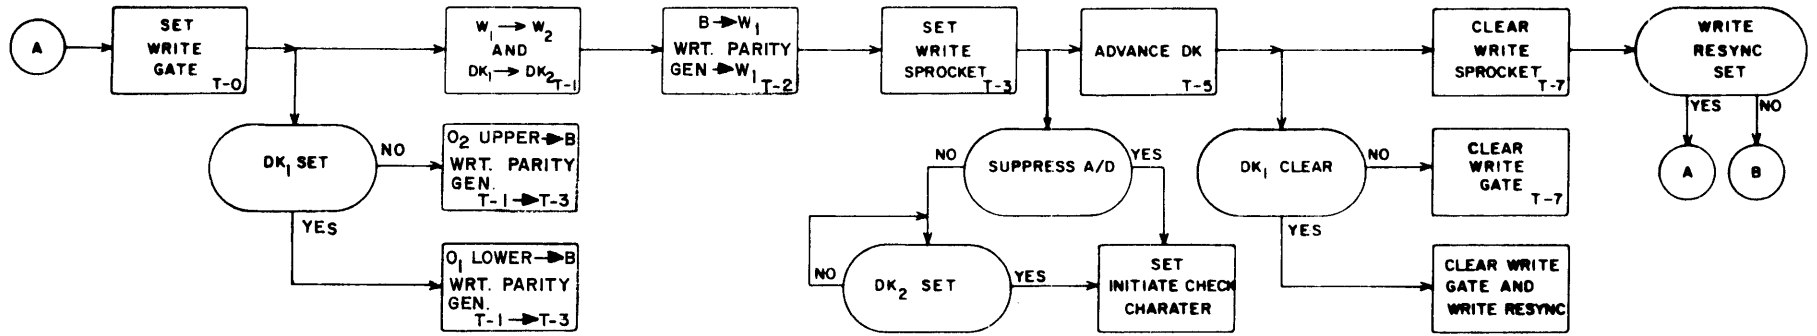 A
SET
WRITE
GATE
T-0
W₁ → W₂
AND
DK₁ → DK₂
T-1
B → W₁
WRT. PARITY
GEN → W₁
T-2
SET
WRITE
SPROCKET
T-3
ADVANCE DK
T-5
CLEAR
WRITE
SPROCKET
T-7
WRITE
RESYNC
SET
YES
NO
A
B
DK₁ SET
NO
YES
O₂ UPPER → B
WRT. PARITY
GEN.
T-1 → T-3
O₁ LOWER → B
WRT. PARITY
GEN.
T-1 → T-3
SUPPRESS A/D
NO
YES
DK₂ SET
NO
YES
SET
INITIATE CHECK
CHARATER
DK₁ CLEAR
NO
YES
CLEAR
WRITE
GATE
T-7
CLEAR WRITE
GATE AND
WRITE RESYNC